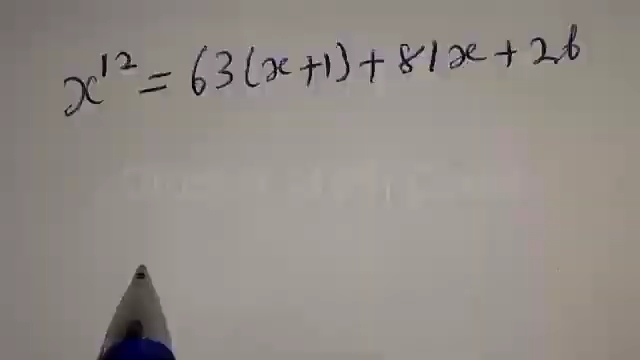 x¹² = 63(x+1) + 81x + 26